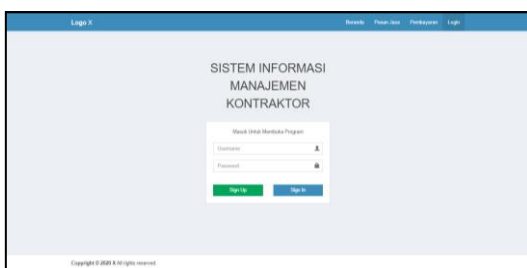 Logo X
Beranda Pesan Jasa Pembayaran Login
SISTEM INFORMASI
MANAJEMEN
KONTRAKTOR
Masuk Untuk Membuka Program
Username
Password
Sign Up Sign In
Copyright © 2020 X All rights reserved.